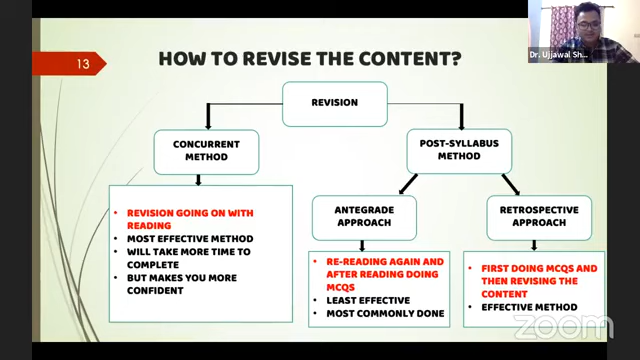 13
HOW TO REVISE THE CONTENT?
Dr. Ujjawal Sh...
REVISION
CONCURRENT
METHOD
POST-SYLLABUS
METHOD
• REVISION GOING ON WITH
READING
• MOST EFFECTIVE METHOD
• WILL TAKE MORE TIME TO
COMPLETE
• BUT MAKES YOU MORE
CONFIDENT
ANTEGRADE
APPROACH
• RE-READING AGAIN AND
AFTER READING DOING
MCQS
• LEAST EFFECTIVE
• MOST COMMONLY DONE
RETROSPECTIVE
APPROACH
• FIRST DOING MCQS AND
THEN REVISING THE
CONTENT
• EFFECTIVE METHOD
zoom